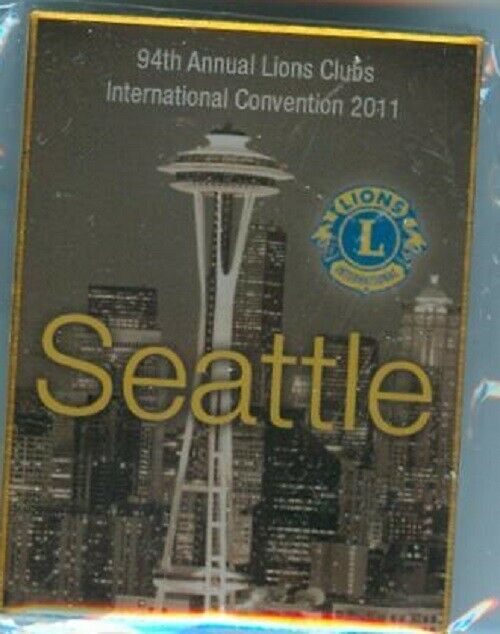 94th Annual Lions Clubs
International Convention 2011
LIONS
L
INTERNATIONAL
Seattle